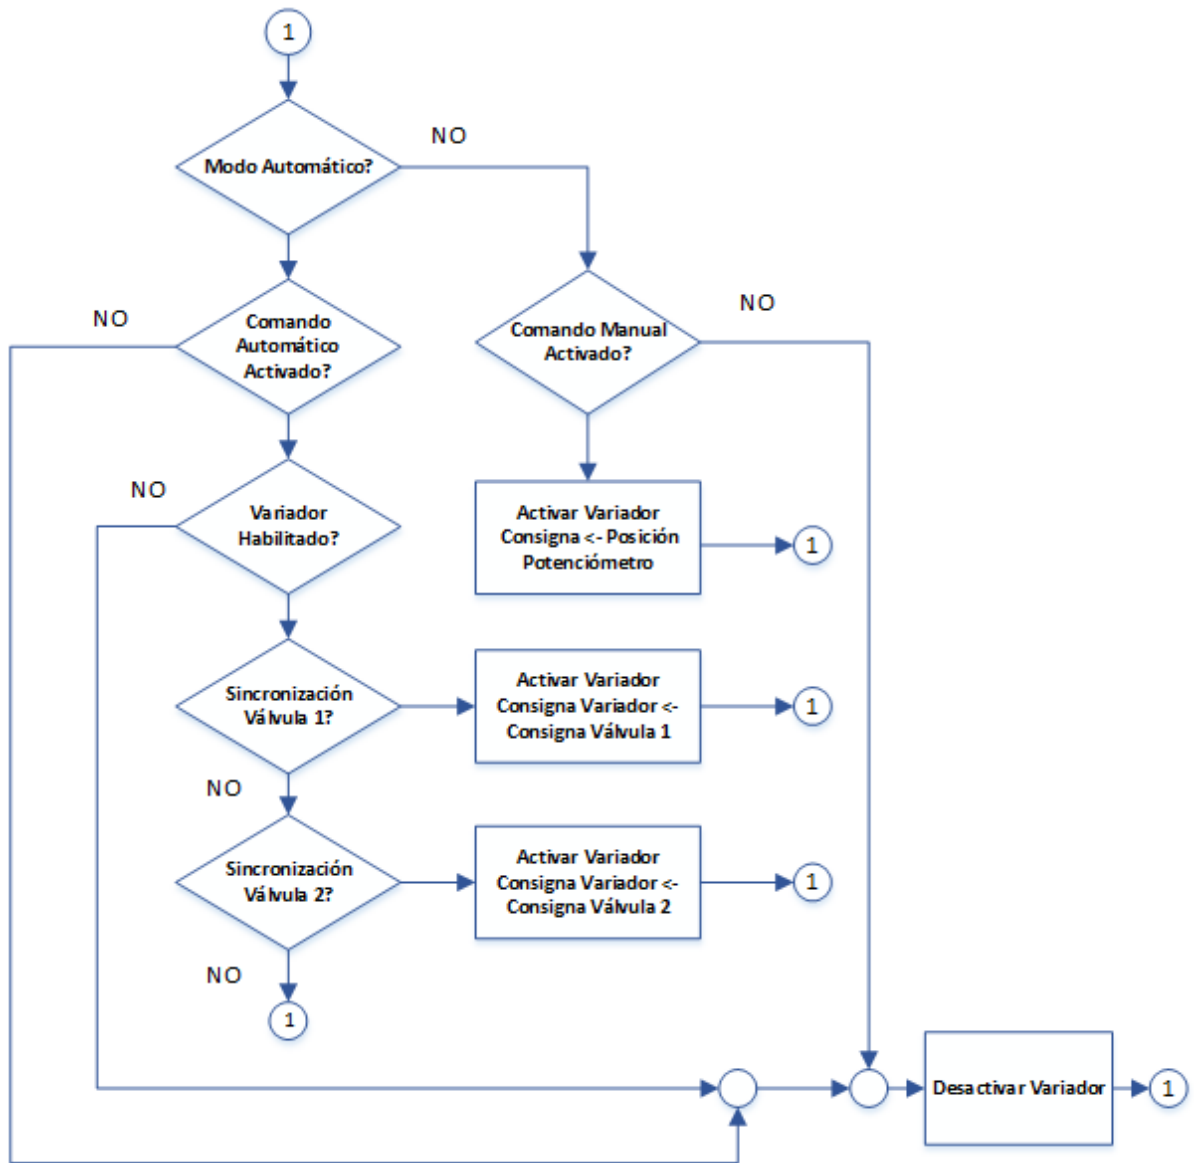 1
NO
Modo Automático?
NO
NO
Comando
Automático
Activado?
Comando Manual
Activado?
NO
Variador
Habilitado?
Activar Variador
Consigna <- Posición
Potenciómetro
1
Sincronización
Válvula 1?
Activar Variador
Consigna Variador <-
Consigna Válvula 1
1
NO
Sincronización
Válvula 2?
Activar Variador
Consigna Variador <-
Consigna Válvula 2
1
NO
1
Desactivar Variador
1